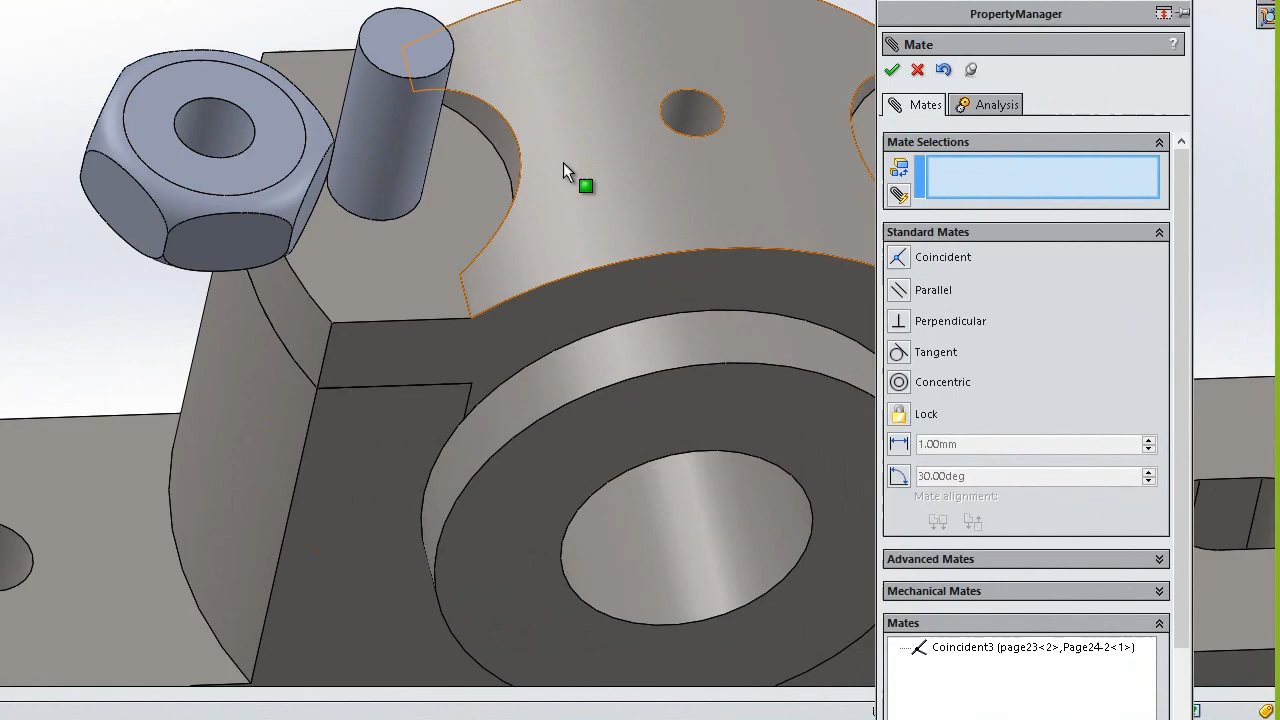 PropertyManager
Mate
?
Mates
Analysis
Mate Selections
Standard Mates
Coincident
Parallel
Perpendicular
Tangent
Concentric
Lock
1.00mm
30.00deg
Mate alignment:
Advanced Mates
Mechanical Mates
Mates
Coincident3 (page23<2>,Page24-2<1>)